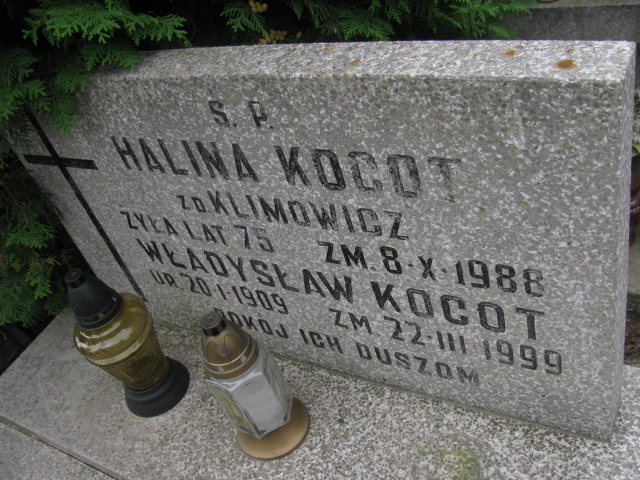 Ś. P.
HALINA KOCOT
ZD KLIMOWICZ
ŻYŁA LAT 75 ZM. 8·X·1988
WŁADYSŁAW KOCOT
UR. 20·I·1909 ZM 22·III·1999
POKÓJ ICH DUSZOM